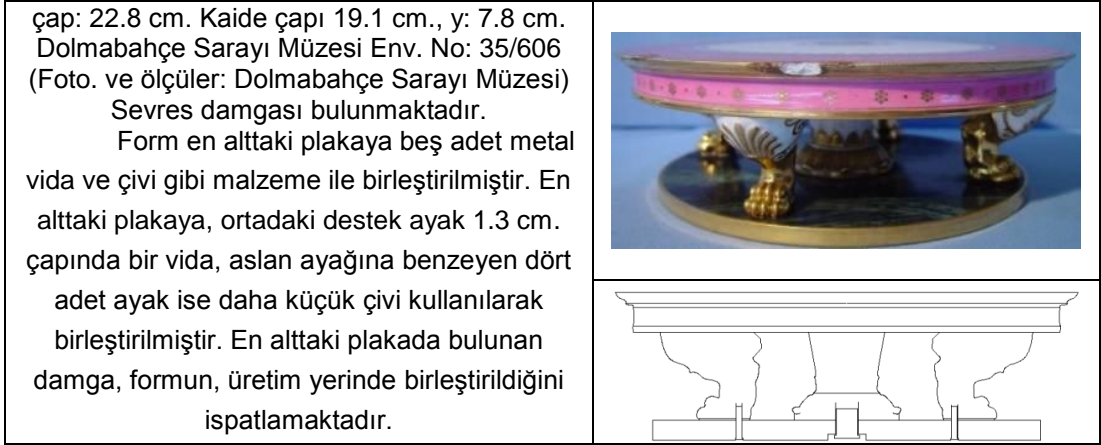 çap: 22.8 cm. Kaide çapı 19.1 cm., y: 7.8 cm.
Dolmabahçe Sarayı Müzesi Env. No: 35/606
(Foto. ve ölçüler: Dolmabahçe Sarayı Müzesi)
Sevres damgası bulunmaktadır.
Form en alttaki plakaya beş adet metal
vida ve çivi gibi malzeme ile birleştirilmiştir. En
alttaki plakaya, ortadaki destek ayak 1.3 cm.
çapında bir vida, aslan ayağına benzeyen dört
adet ayak ise daha küçük çivi kullanılarak
birleştirilmiştir. En alttaki plakada bulunan
damga, formun, üretim yerinde birleştirildiğini
ispatlamaktadır.